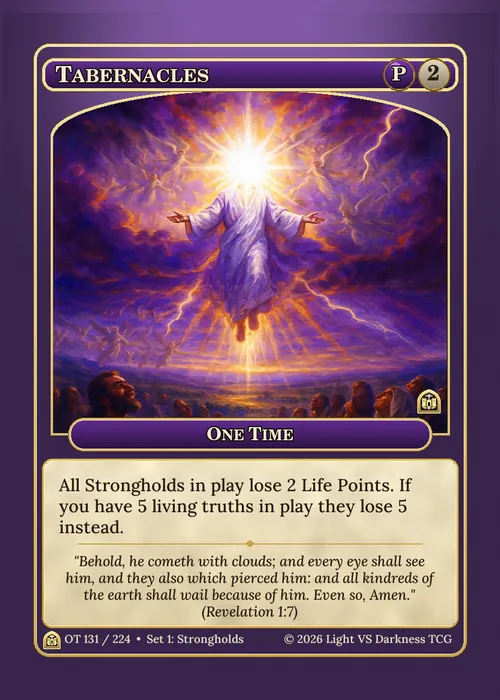 TABERNACLES P 2
ONE TIME
All Strongholds in play lose 2 Life Points. If
you have 5 living truths in play they lose 5
instead.
"Behold, he cometh with clouds; and every eye shall see
him, and they also which pierced him: and all kindreds of
the earth shall wail because of him. Even so, Amen."
(Revelation 1:7)
OT 131 / 224 • Set 1: Strongholds © 2026 Light VS Darkness TCG